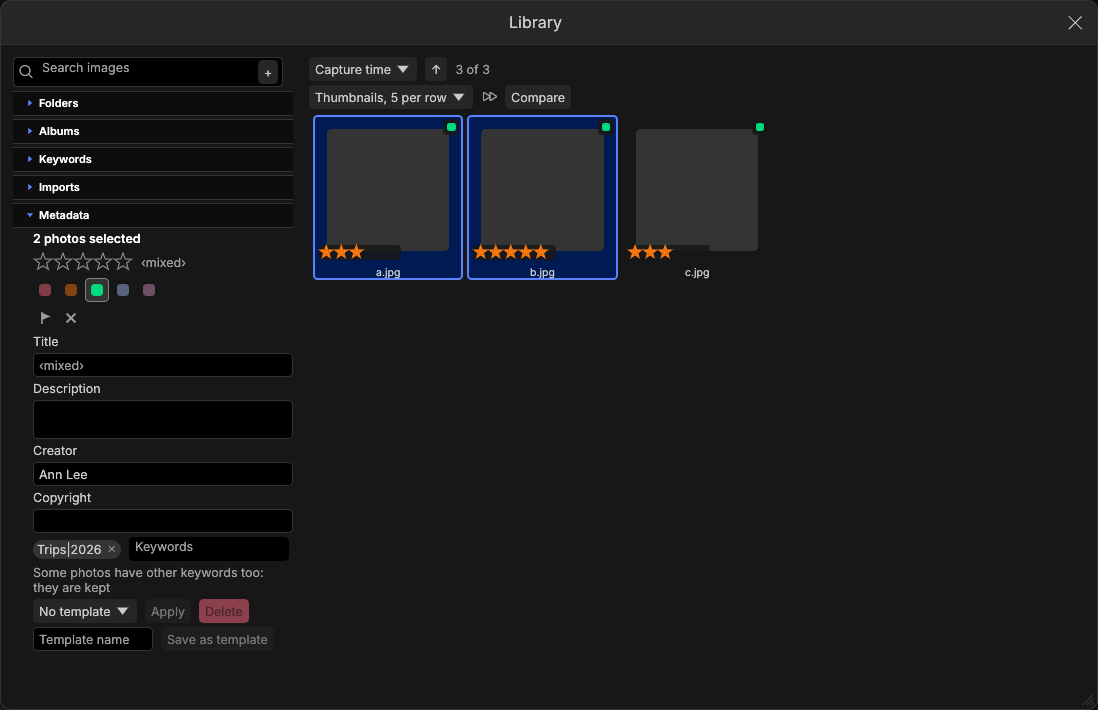 Library
Search images
+
Folders
Albums
Keywords
Imports
Metadata
2 photos selected
‹mixed›
Title
‹mixed›
Description
Creator
Ann Lee
Copyright
Trips|2026 ×
Keywords
Some photos have other keywords too:
they are kept
No template
Apply
Delete
Template name
Save as template
Capture time
3 of 3
Thumbnails, 5 per row
Compare
a.jpg
b.jpg
c.jpg